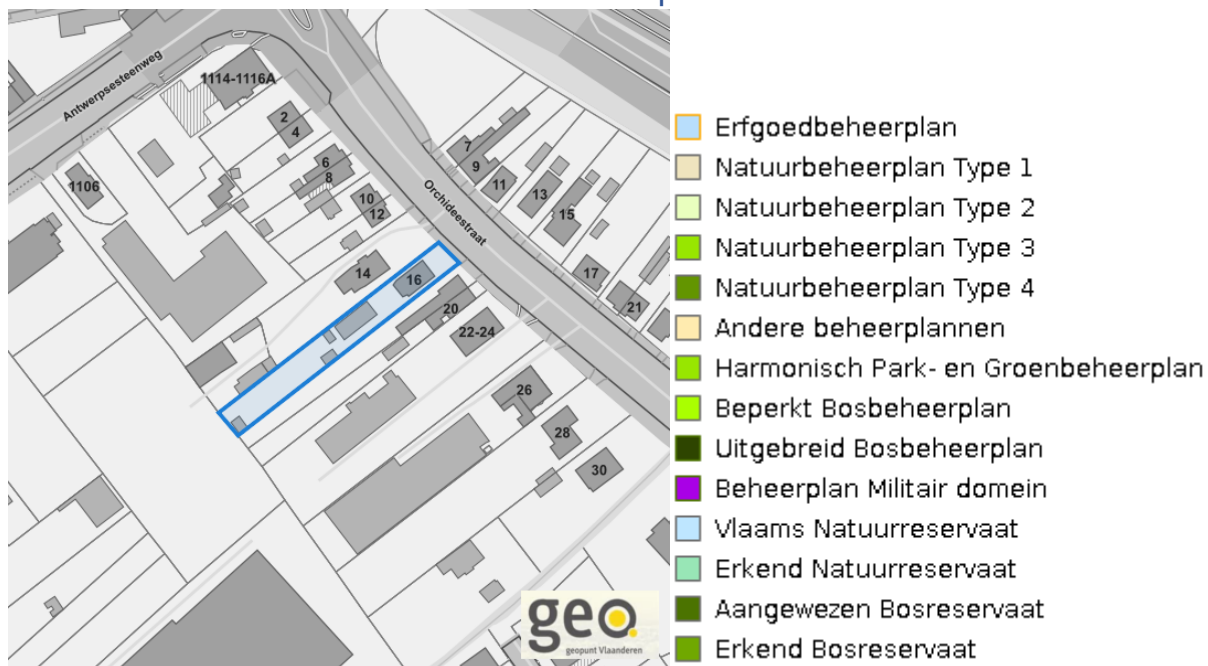 Antwerpsesteenweg
1114-1116A
2
4
6
8
10
12
1106
7
9
11
13
15
Orchideestraat
14
16
17
20
21
22-24
26
28
30
geo.
geopunt Vlaanderen
Erfgoedbeheerplan
Natuurbeheerplan Type 1
Natuurbeheerplan Type 2
Natuurbeheerplan Type 3
Natuurbeheerplan Type 4
Andere beheerplannen
Harmonisch Park- en Groenbeheerplan
Beperkt Bosbeheerplan
Uitgebreid Bosbeheerplan
Beheerplan Militair domein
Vlaams Natuurreservaat
Erkend Natuurreservaat
Aangewezen Bosreservaat
Erkend Bosreservaat